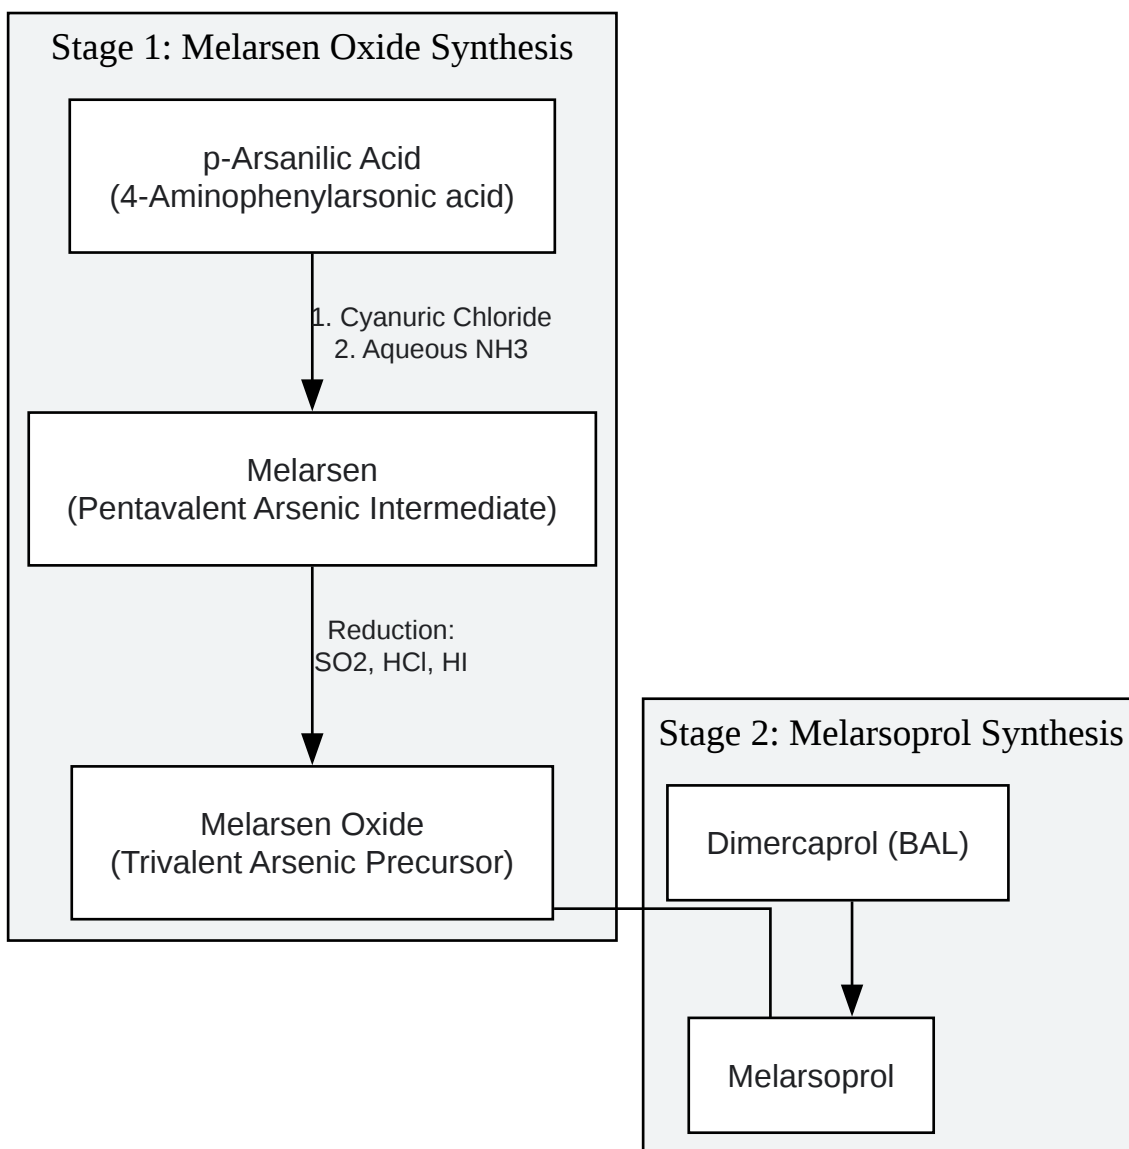 Stage 1: Melarsen Oxide Synthesis
p-Arsanilic Acid
(4-Aminophenylarsonic acid)
1. Cyanuric Chloride
2. Aqueous NH3
Melarsen
(Pentavalent Arsenic Intermediate)
Reduction:
SO2, HCl, HI
Melarsen Oxide
(Trivalent Arsenic Precursor)
Stage 2: Melarsoprol Synthesis
Dimercaprol (BAL)
Melarsoprol